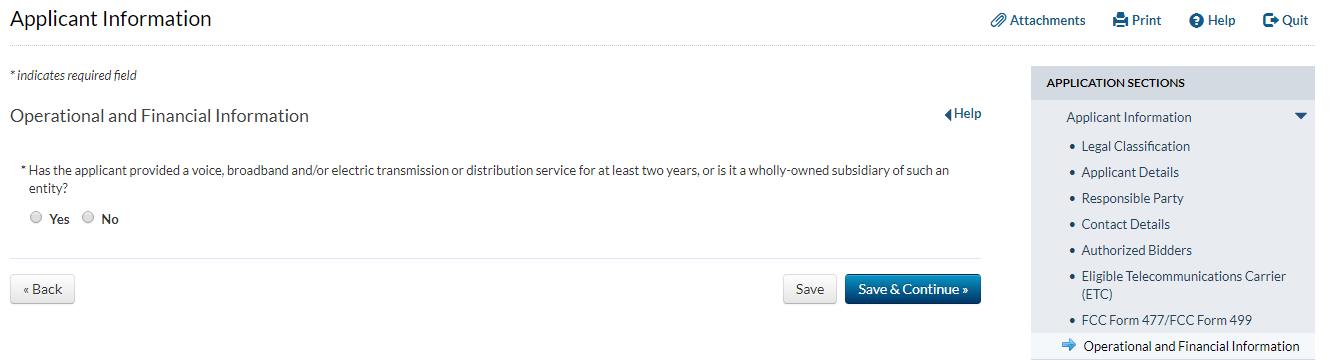 Applicant Information
Attachments Print Help Quit
* indicates required field
Operational and Financial Information
Help
* Has the applicant provided a voice, broadband and/or electric transmission or distribution service for at least two years, or is it a wholly-owned subsidiary of such an
entity?
Yes No
« Back
Save
Save & Continue »
APPLICATION SECTIONS
Applicant Information
• Legal Classification
• Applicant Details
• Responsible Party
• Contact Details
• Authorized Bidders
• Eligible Telecommunications Carrier
(ETC)
• FCC Form 477/FCC Form 499
Operational and Financial Information